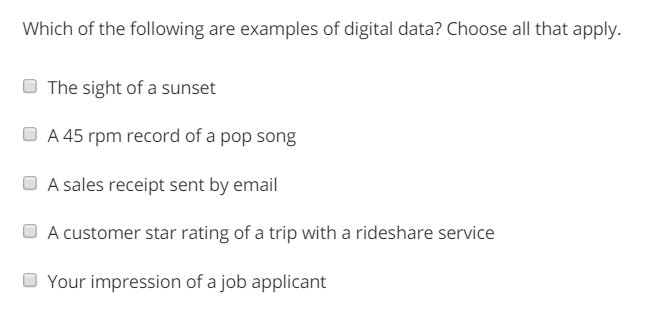 Which of the following are examples of digital data? Choose all that apply.
The sight of a sunset
A 45 rpm record of a pop song
A sales receipt sent by email
A customer star rating of a trip with a rideshare service
Your impression of a job applicant